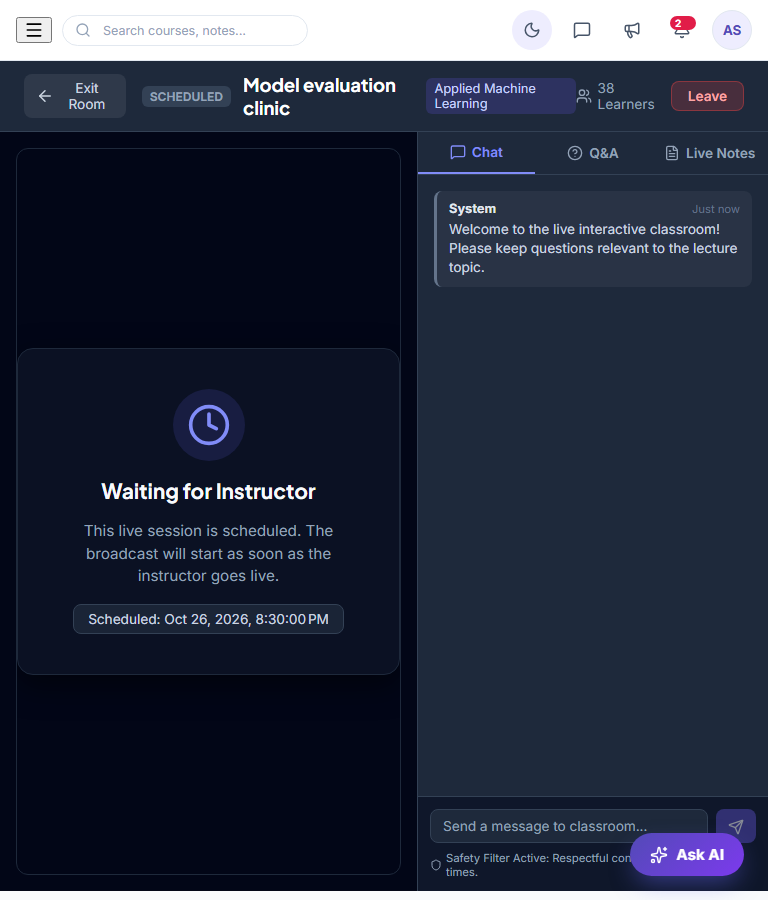 Search courses, notes...
2
AS
Exit
Room
SCHEDULED
Model evaluation
clinic
Applied Machine
Learning
38
Learners
Leave
Chat
Q&A
Live Notes
System
Just now
Welcome to the live interactive classroom!
Please keep questions relevant to the lecture
topic.
Waiting for Instructor
This live session is scheduled. The
broadcast will start as soon as the
instructor goes live.
Scheduled: Oct 26, 2026, 8:30:00 PM
Send a message to classroom...
Safety Filter Active: Respectful
times.
Ask AI